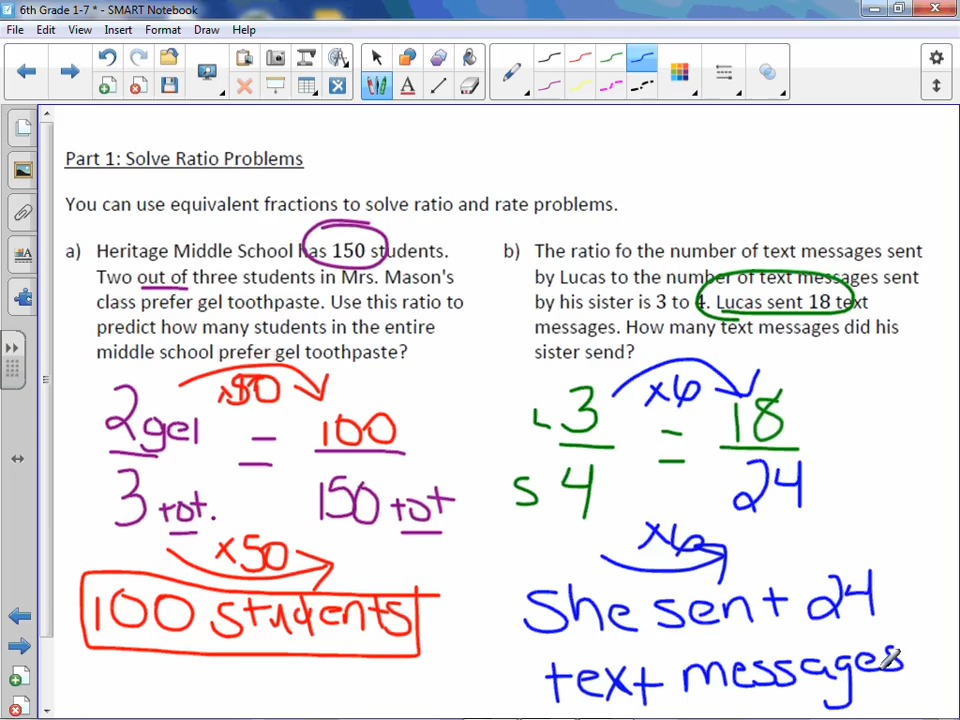 6th Grade 1-7 * - SMART Notebook
File Edit View Insert Format Draw Help
Part 1: Solve Ratio Problems
You can use equivalent fractions to solve ratio and rate problems.
a) Heritage Middle School has 150 students.
Two out of three students in Mrs. Mason's
class prefer gel toothpaste. Use this ratio to
predict how many students in the entire
middle school prefer gel toothpaste?
x50
2gel = 100
3 tot. 150 tot
x50
100 students
b) The ratio fo the number of text messages sent
by Lucas to the number of text messages sent
by his sister is 3 to 4. Lucas sent 18 text
messages. How many text messages did his
sister send?
x6
L 3 = 18
S 4 24
x6
She sent 24
text messages